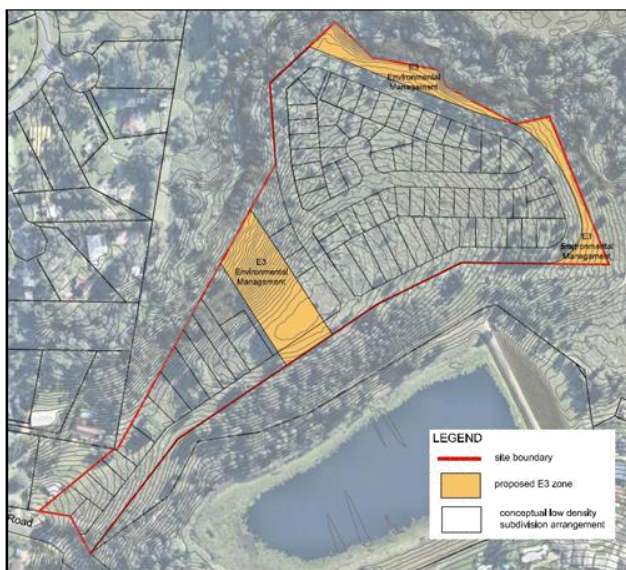 E3
Environmental
Management
E3
Environmental
Management
E3
Environmental
Management
Road
LEGEND
site boundary
proposed E3 zone
conceptual low density
subdivision arrangement